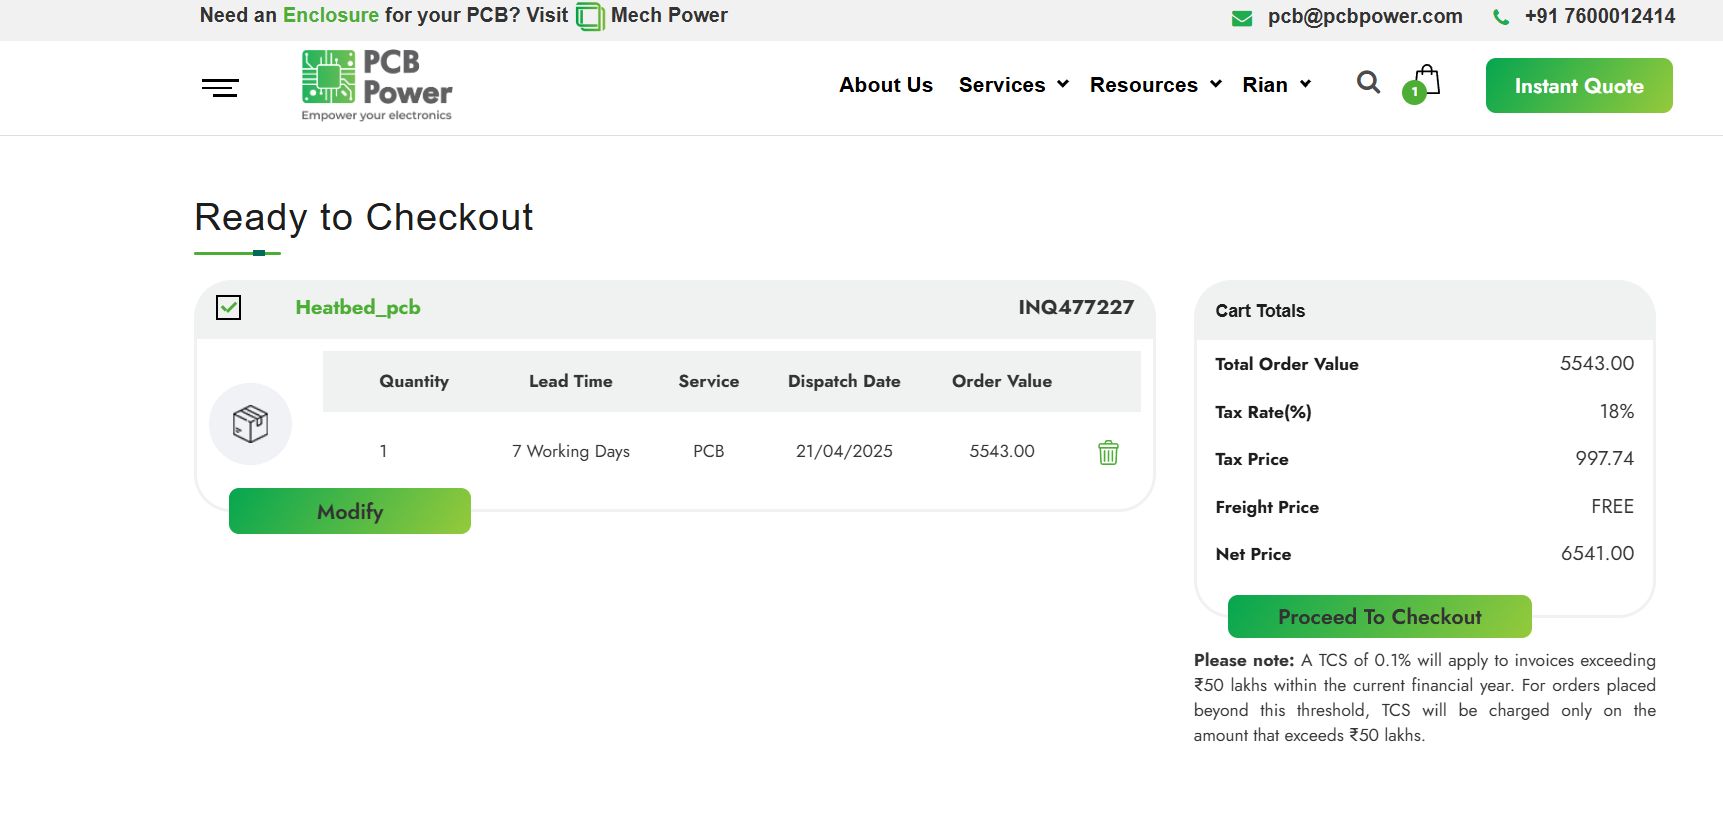 Need an Enclosure for your PCB? Visit Mech Power
pcb@pcbpower.com +91 7600012414
PCB
Power
Empower your electronics
About Us Services Resources Rian 1 Instant Quote
Ready to Checkout
Heatbed_pcb INQ477227
Quantity Lead Time Service Dispatch Date Order Value
1 7 Working Days PCB 21/04/2025 5543.00
Modify
Cart Totals
Total Order Value 5543.00
Tax Rate(%) 18%
Tax Price 997.74
Freight Price FREE
Net Price 6541.00
Proceed To Checkout
Please note: A TCS of 0.1% will apply to invoices exceeding
₹50 lakhs within the current financial year. For orders placed
beyond this threshold, TCS will be charged only on the
amount that exceeds ₹50 lakhs.